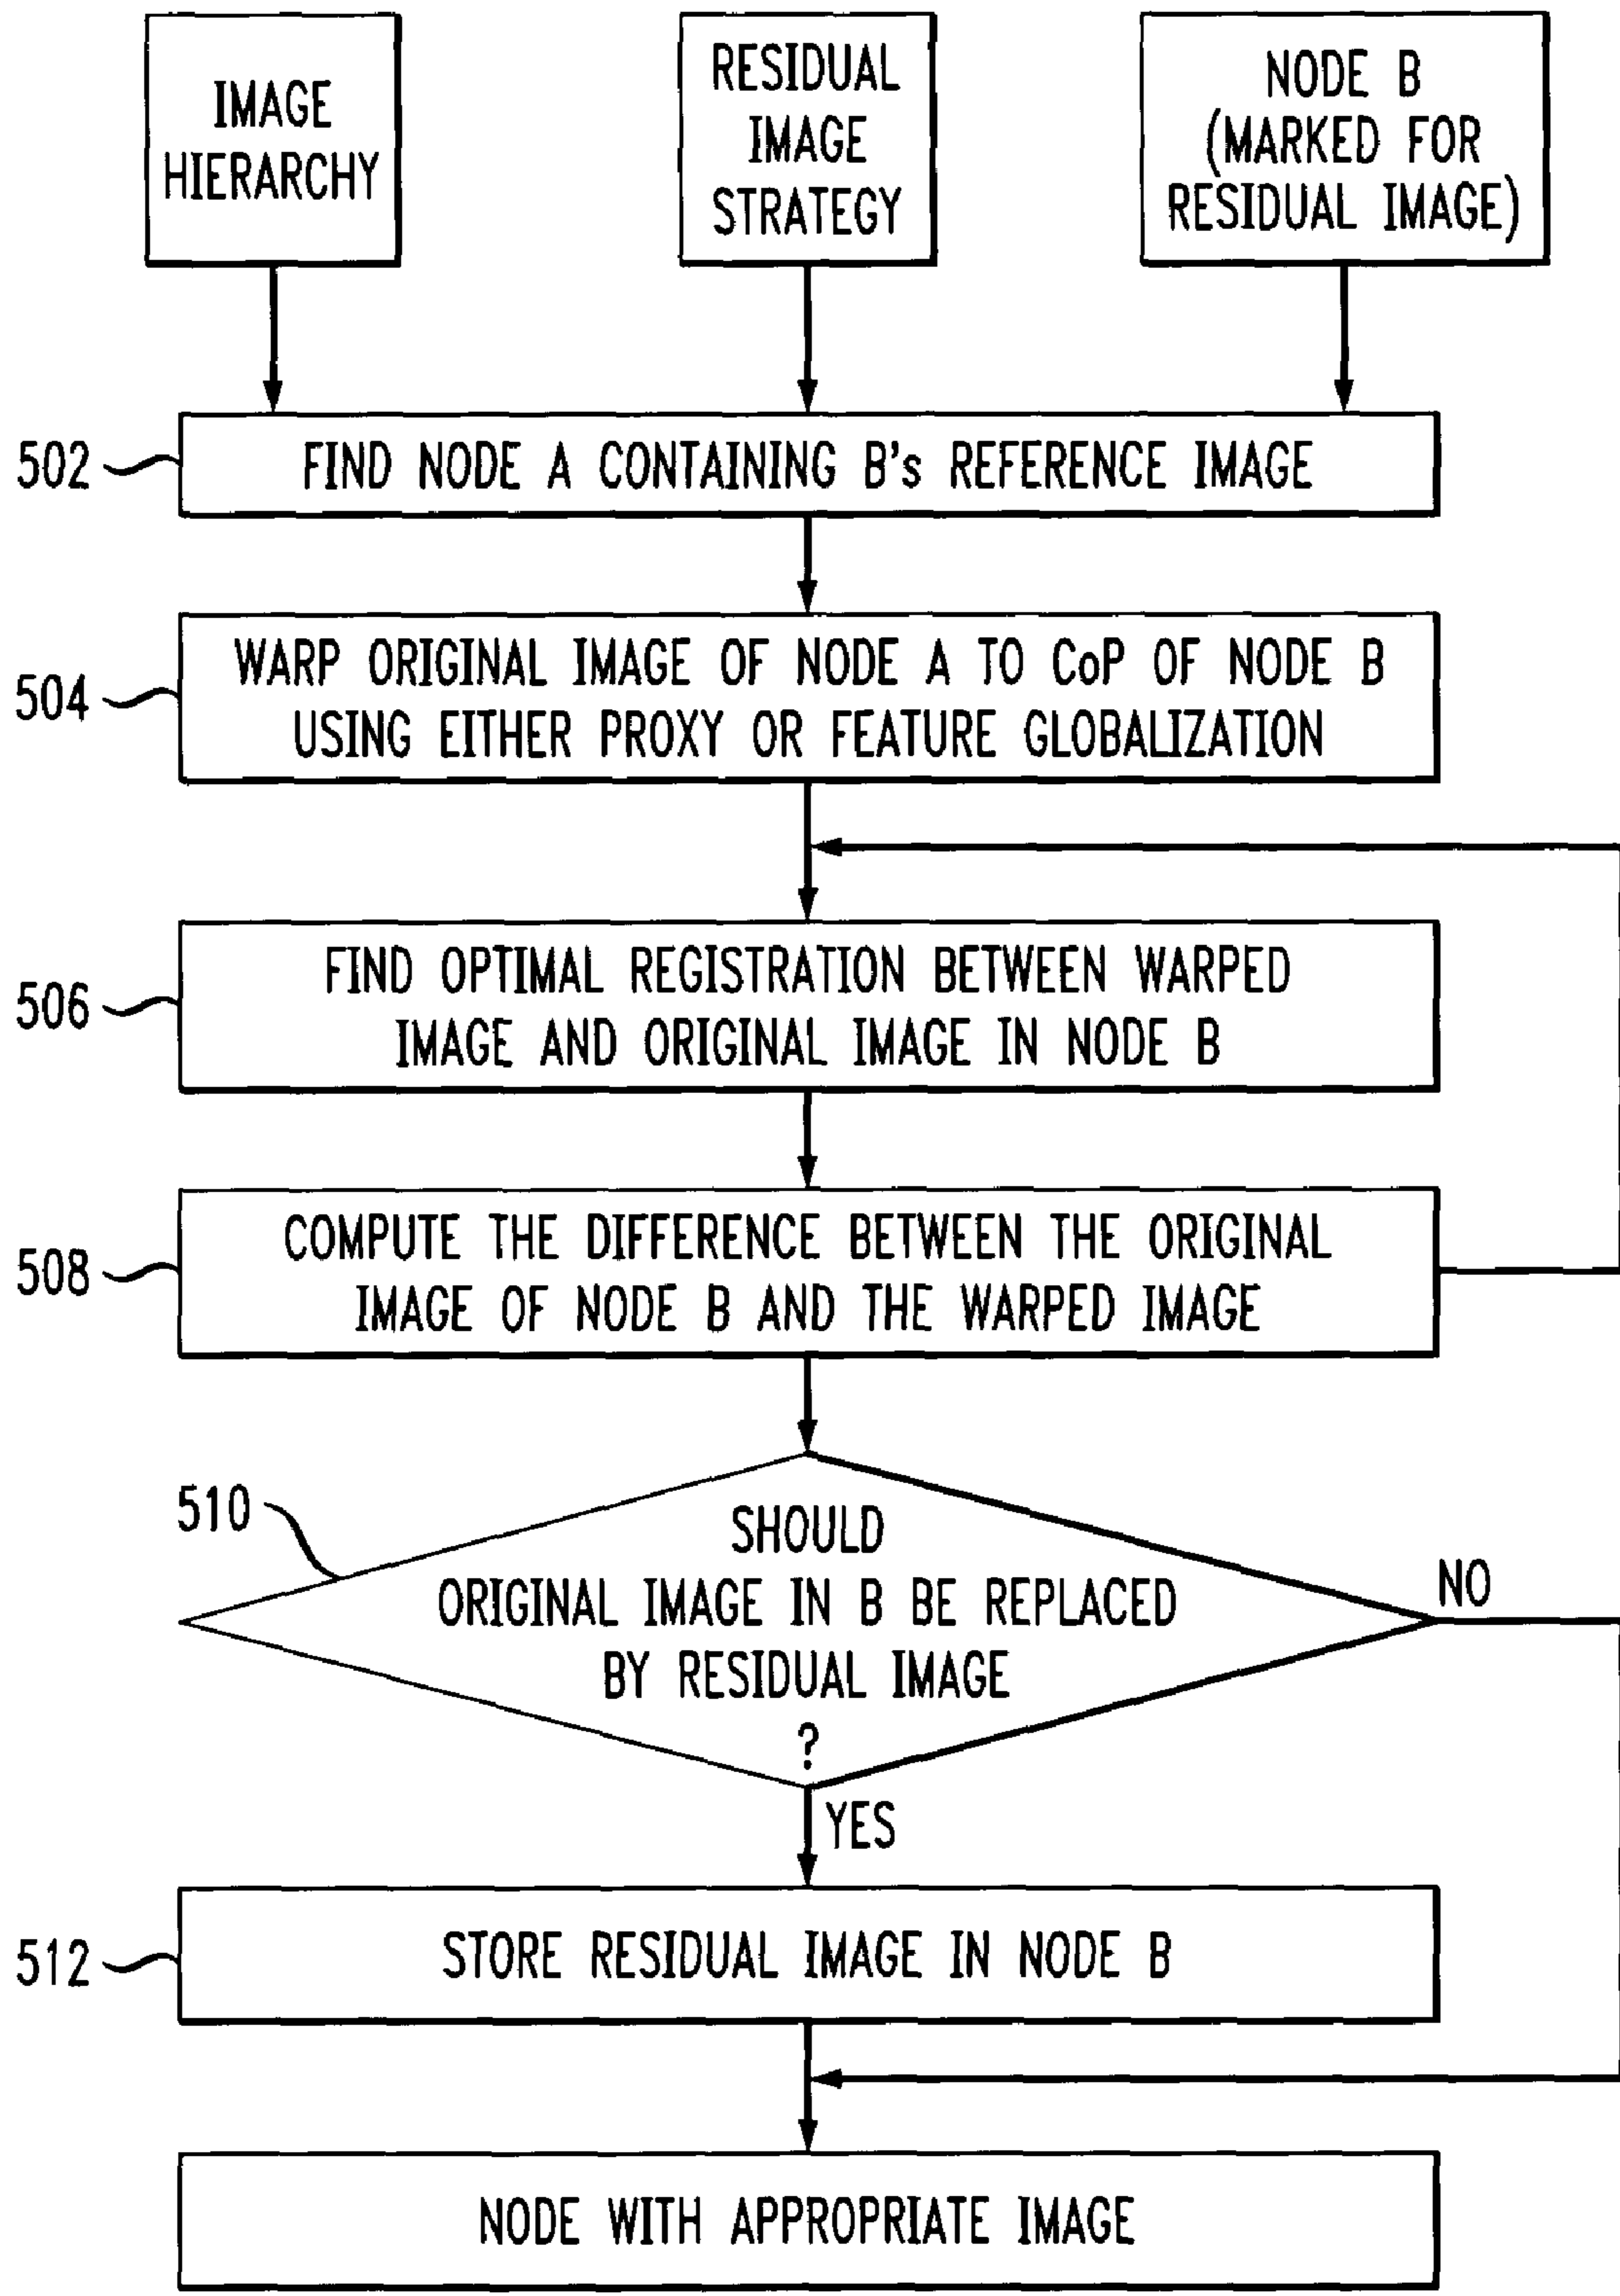 IMAGE
HIERARCHY
RESIDUAL
IMAGE
STRATEGY
NODE B
(MARKED FOR
RESIDUAL IMAGE)
502
FIND NODE A CONTAINING B's REFERENCE IMAGE
504
WARP ORIGINAL IMAGE OF NODE A TO CoP OF NODE B
USING EITHER PROXY OR FEATURE GLOBALIZATION
506
FIND OPTIMAL REGISTRATION BETWEEN WARPED
IMAGE AND ORIGINAL IMAGE IN NODE B
508
COMPUTE THE DIFFERENCE BETWEEN THE ORIGINAL
IMAGE OF NODE B AND THE WARPED IMAGE
510
SHOULD
ORIGINAL IMAGE IN B BE REPLACED
BY RESIDUAL IMAGE
?
NO
YES
512
STORE RESIDUAL IMAGE IN NODE B
NODE WITH APPROPRIATE IMAGE